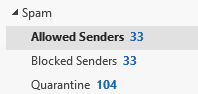 Spam
Allowed Senders 33
Blocked Senders 33
Quarantine 104